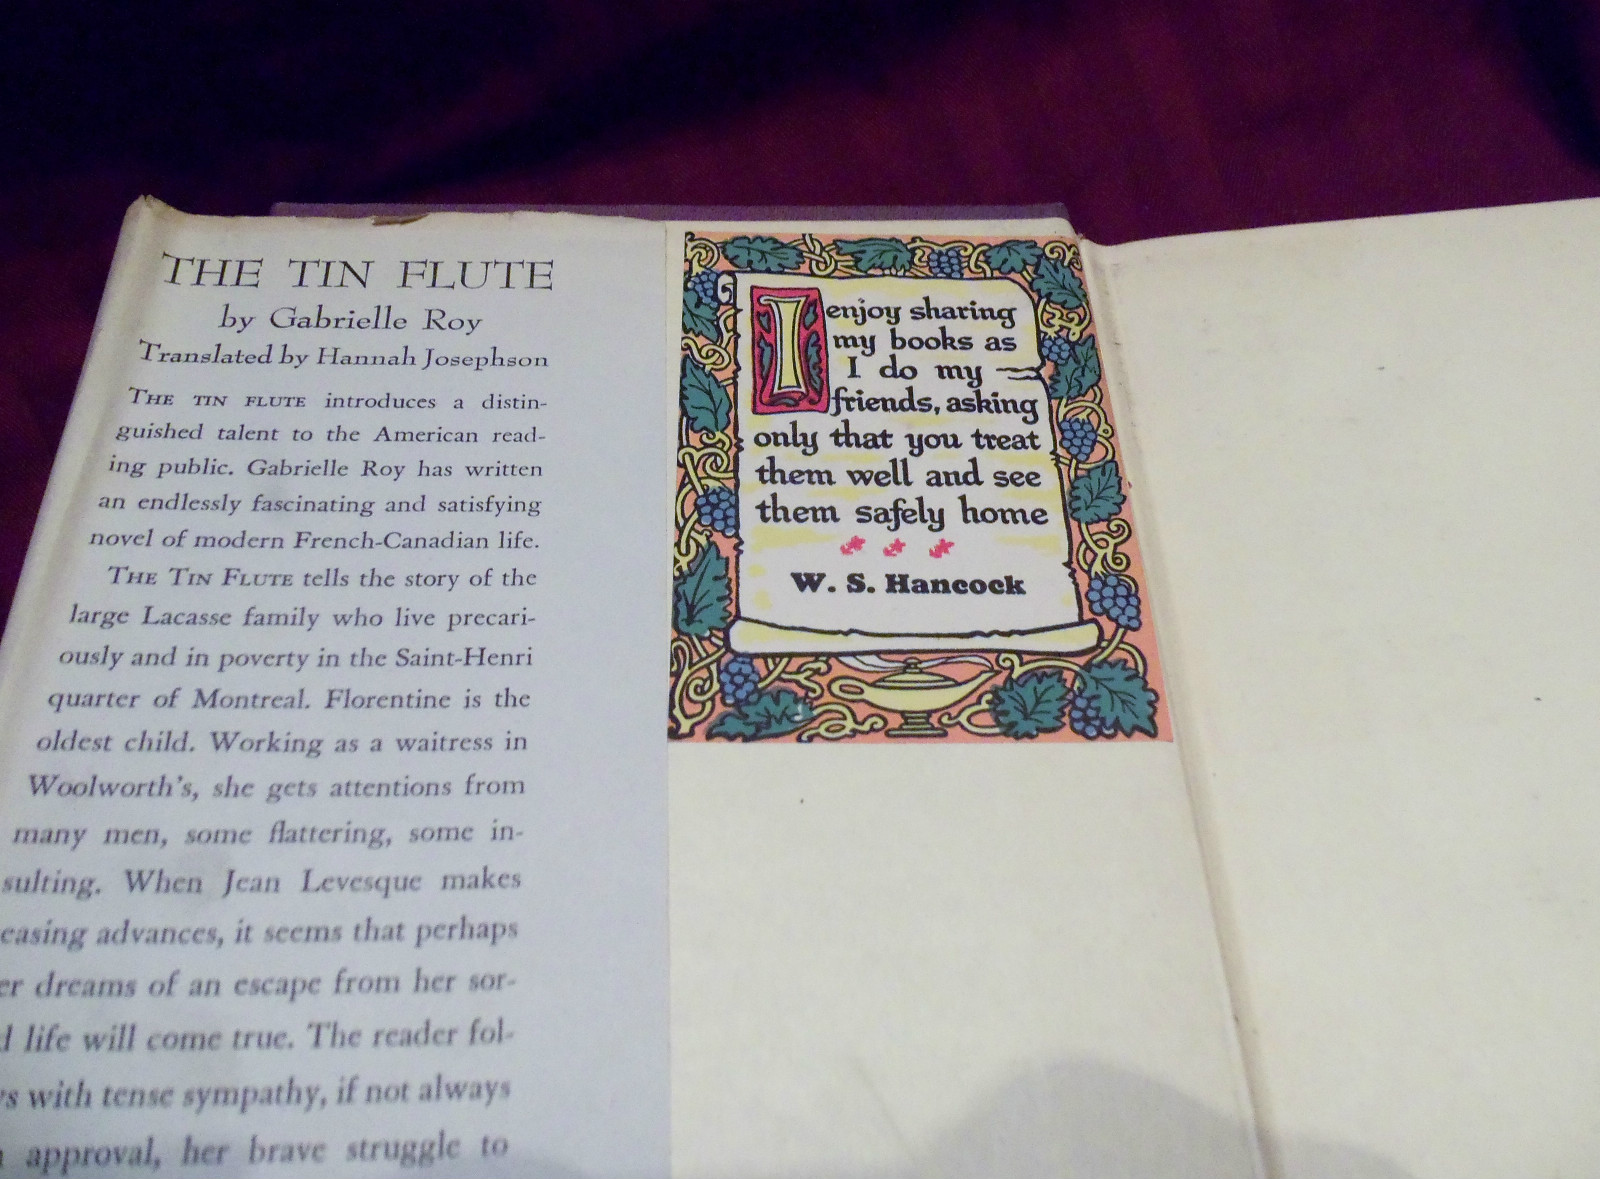 THE TIN FLUTE
by Gabrielle Roy
Translated by Hannah Josephson
THE TIN FLUTE introduces a distin-
guished talent to the American read-
ing public. Gabrielle Roy has written
an endlessly fascinating and satisfying
novel of modern French-Canadian life.
THE TIN FLUTE tells the story of the
large Lacasse family who live precari-
ously and in poverty in the Saint-Henri
quarter of Montreal. Florentine is the
oldest child. Working as a waitress in
Woolworth's, she gets attentions from
many men, some flattering, some in-
sulting. When Jean Levesque makes
easing advances, it seems that perhaps
er dreams of an escape from her sor-
d life will come true. The reader fol-
s with tense sympathy, if not always
approval, her brave struggle to
I enjoy sharing
my books as
I do my
friends, asking
only that you treat
them well and see
them safely home
W. S. Hancock